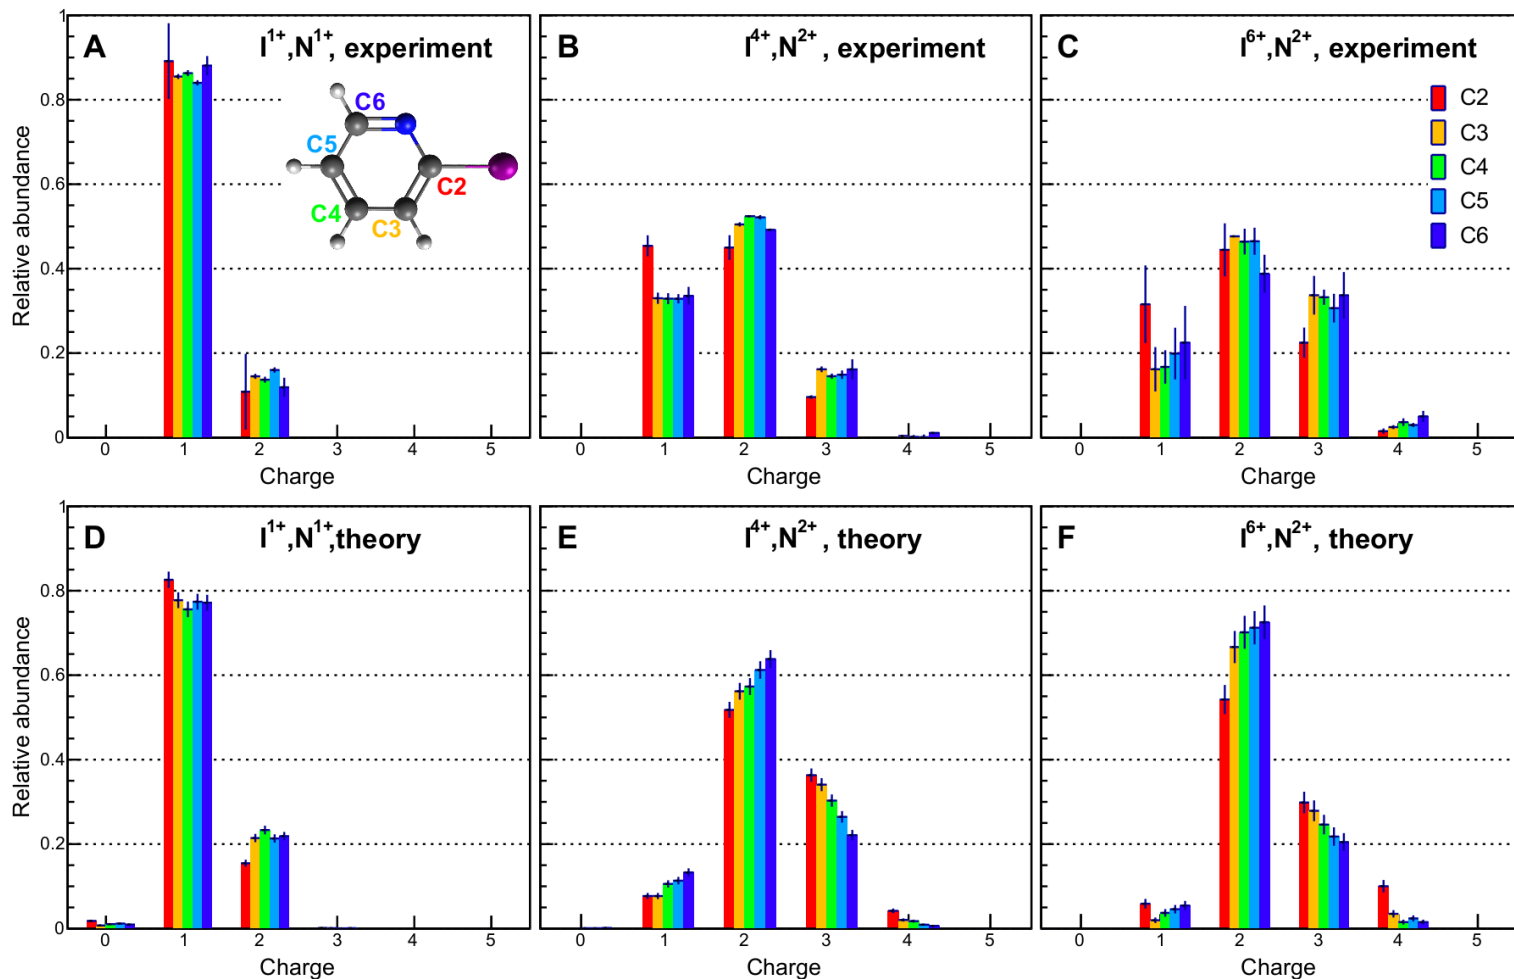 A
I1+,N1+, experiment
B
I4+,N2+ , experiment
C
I6+,N2+, experiment
1
0.8
0.6
0.4
0.2
0
Relative abundance
C6
C5
C4
C3
C2
C2
C3
C4
C5
C6
0 1 2 3 4 5
0 1 2 3 4 5
0 1 2 3 4 5
Charge
Charge
Charge
D
I1+,N1+,theory
E
I4+,N2+ , theory
F
I6+,N2+, theory
1
0.8
0.6
0.4
0.2
0
Relative abundance
0 1 2 3 4 5
0 1 2 3 4 5
0 1 2 3 4 5
Charge
Charge
Charge